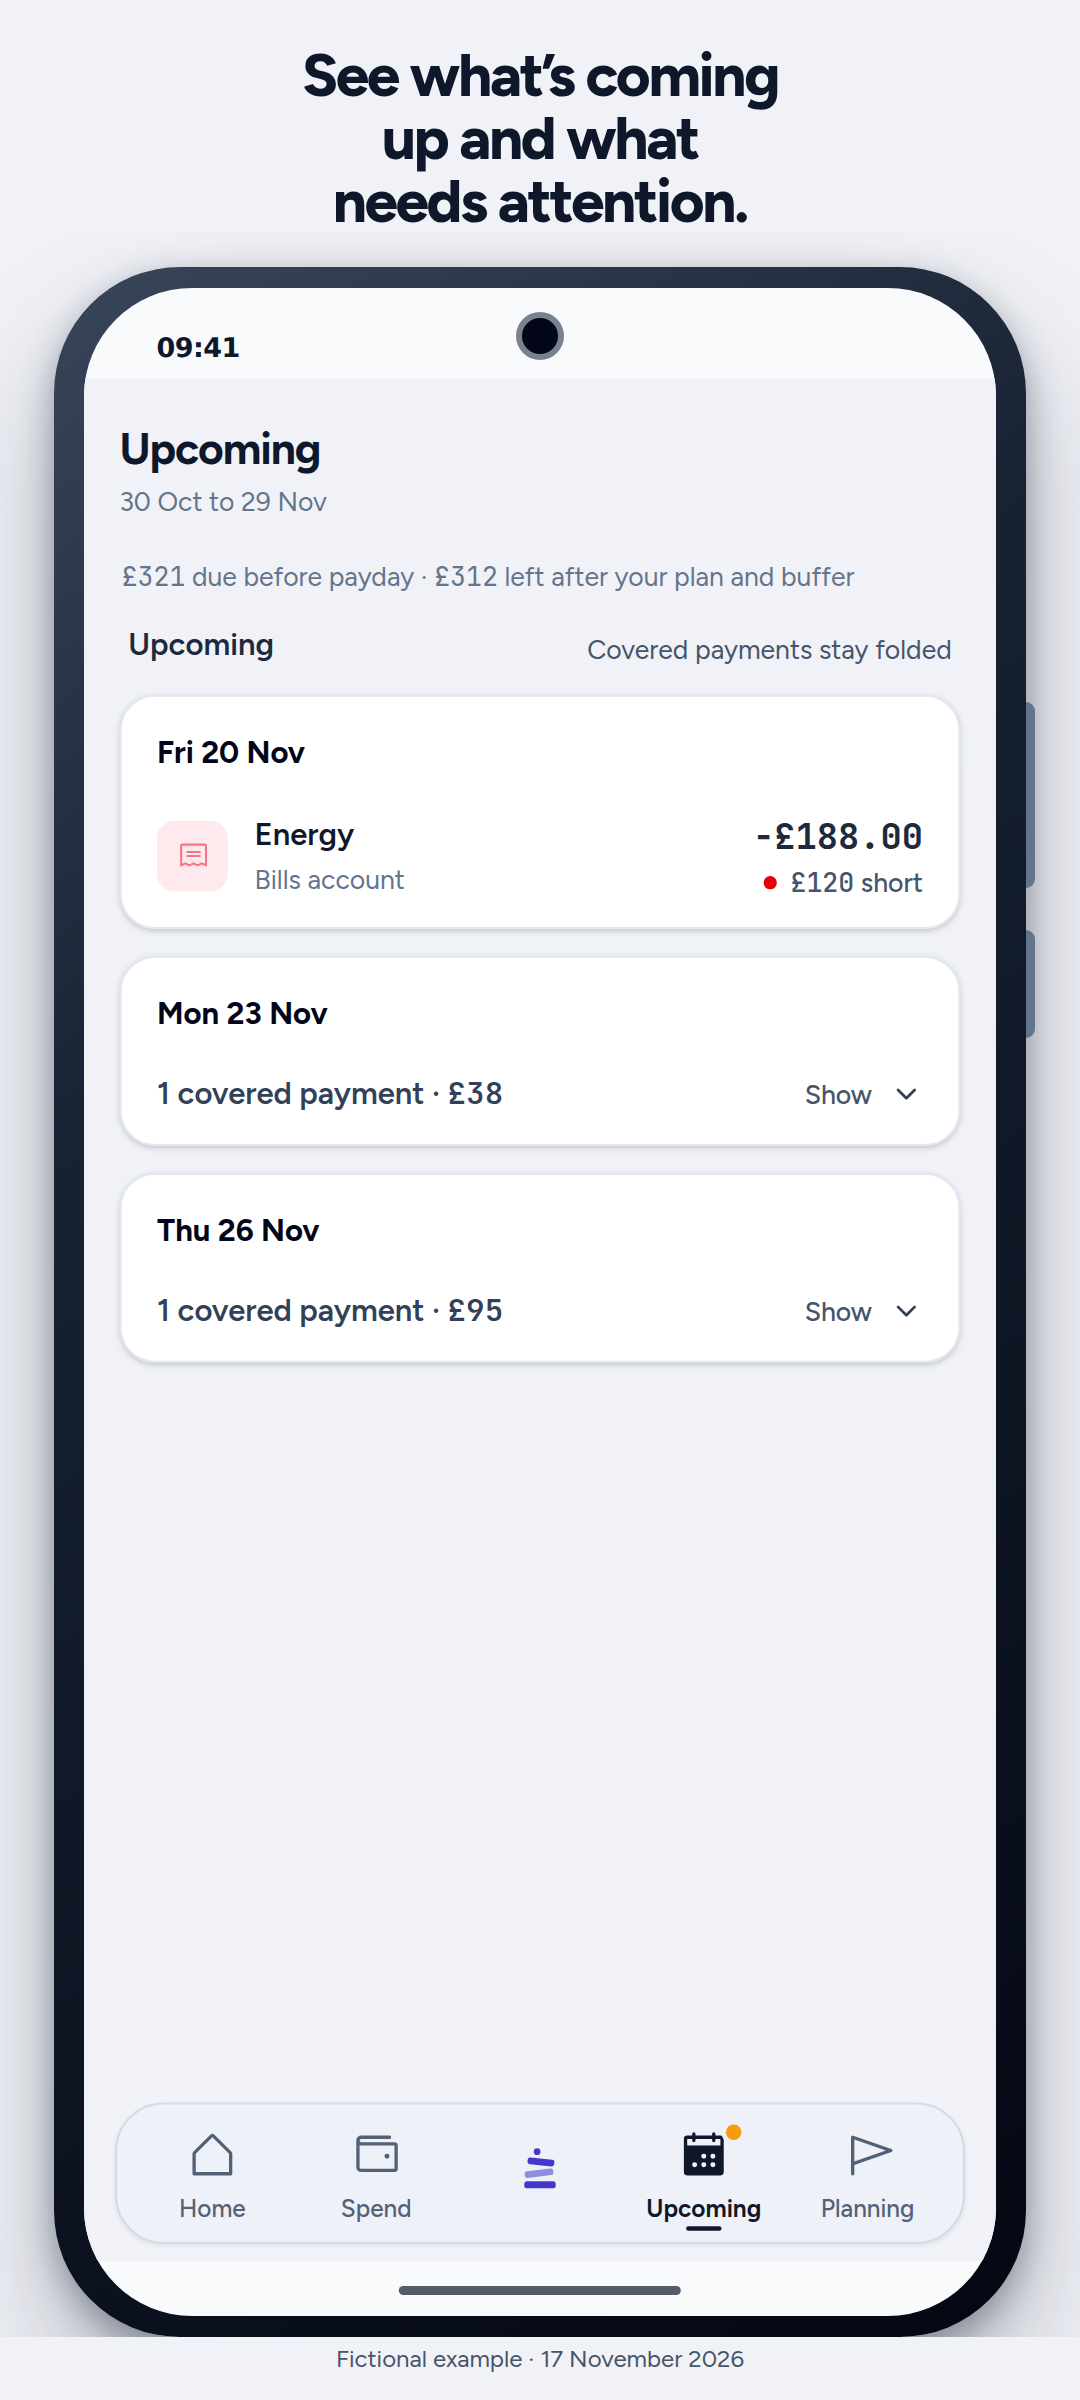 See what’s coming
up and what
needs attention.
09:41
Upcoming
30 Oct to 29 Nov
£321 due before payday · £312 left after your plan and buffer
Upcoming
Covered payments stay folded
Fri 20 Nov
Energy
-£188.00
Bills account
£120 short
Mon 23 Nov
1 covered payment · £38
Show
Thu 26 Nov
1 covered payment · £95
Show
Home
Spend
Upcoming
Planning
Fictional example · 17 November 2026